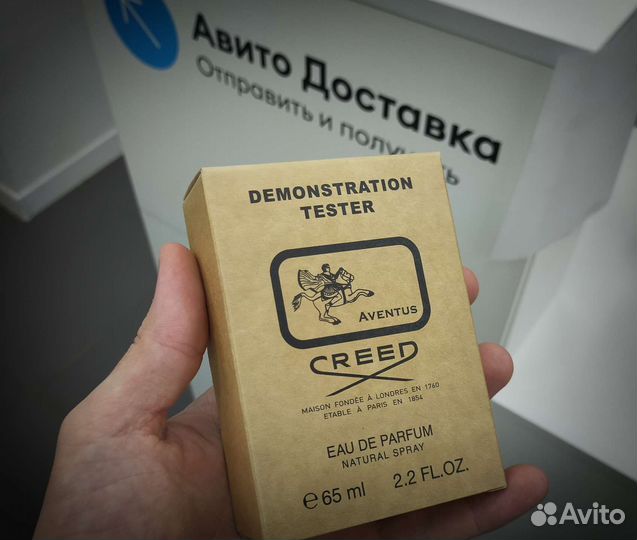 Авито Доставка
Отправить и получить
DEMONSTRATION
TESTER
AVENTUS
CREED
MAISON FONDÉE À LONDRES EN 1760
ETABLE À PARIS EN 1854
EAU DE PARFUM
NATURAL SPRAY
℮ 65 ml 2.2 FL.OZ.
Avito